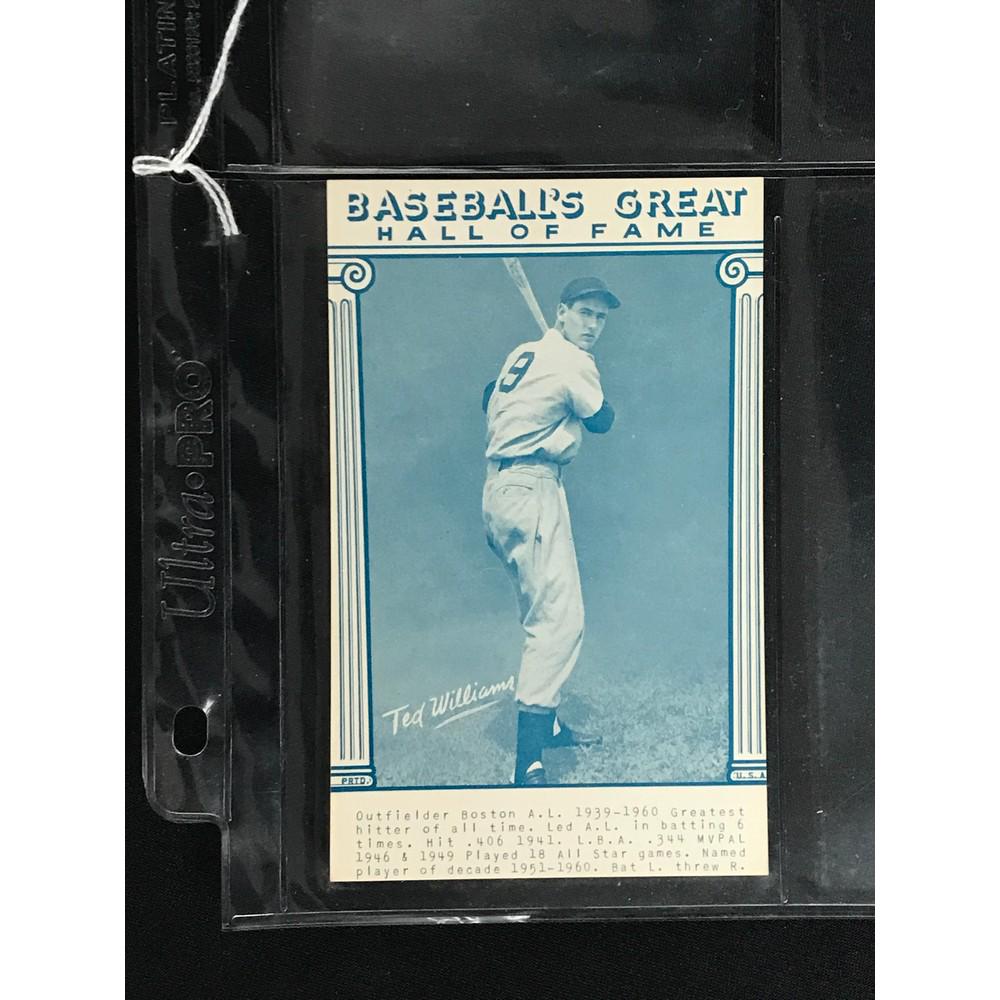 PLATIN
Ultra•PRO
BASEBALL'S GREAT
HALL OF FAME
9
Ted Williams
PRTD.
U.S.A
Outfielder Boston A.L. 1939-1960 Greatest
hitter of all time. Led A.L. in batting 6
times. Hit .406 1941. L.B.A. .344 MVPAL
1946 & 1949 Played 18 All Star games. Named
player of decade 1951-1960. Bat L. threw R.